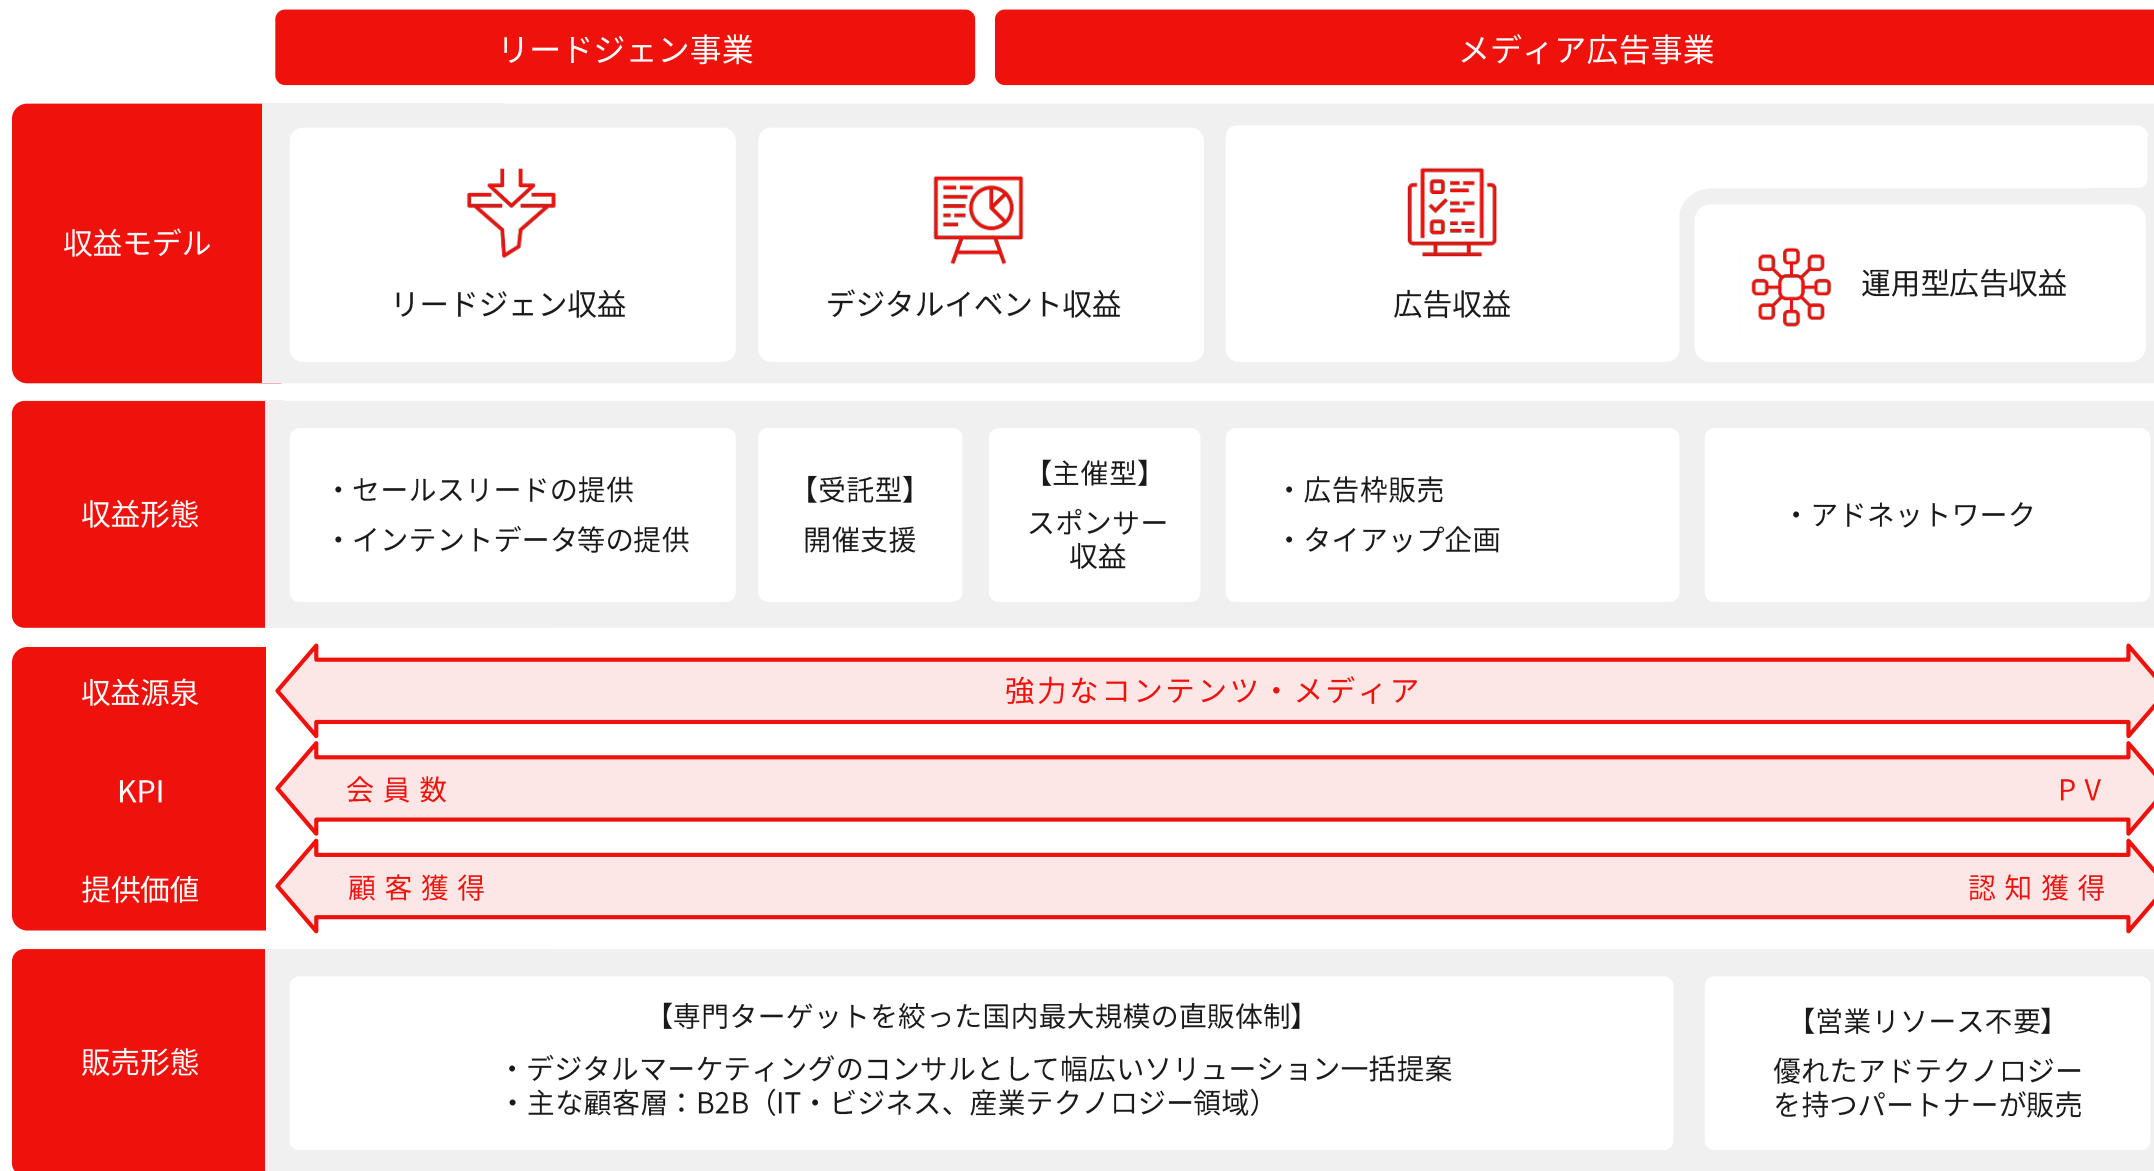 リードジェン事業
メディア広告事業
収益モデル
リードジェン収益
デジタルイベント収益
広告収益
運用型広告収益
収益形態
・セールスリードの提供
・インテントデータ等の提供
【受託型】
開催支援
【主催型】
スポンサー
収益
・広告枠販売
・タイアップ企画
・アドネットワーク
収益源泉
強力なコンテンツ・メディア
KPI
会員数
PV
提供価値
顧客獲得
認知獲得
販売形態
【専門ターゲットを絞った国内最大規模の直販体制】
・デジタルマーケティングのコンサルとして幅広いソリューション一括提案
・主な顧客層：B2B（IT・ビジネス、産業テクノロジー領域）
【営業リソース不要】
優れたアドテクノロジー
を持つパートナーが販売